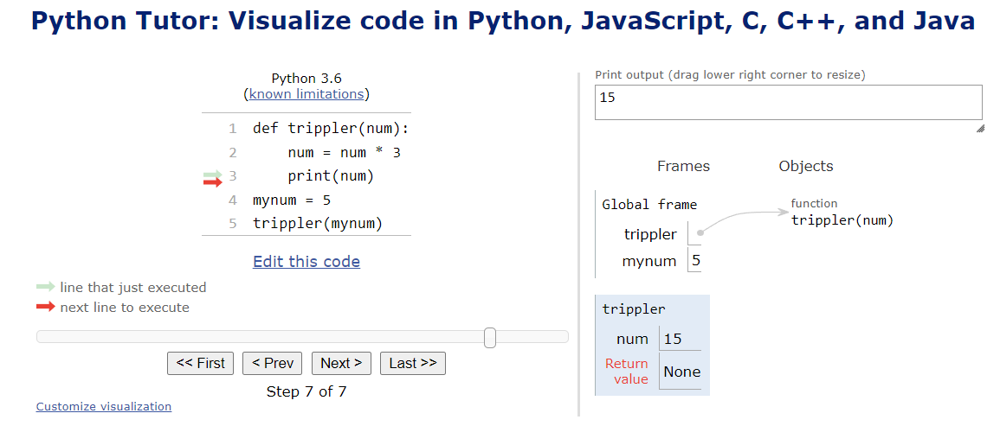 Python Tutor: Visualize code in Python, JavaScript, C, C++, and Java
Python 3.6
(known limitations)
1 def trippler(num):
2     num = num * 3
3     print(num)
4 mynum = 5
5 trippler(mynum)
Edit this code
line that just executed
next line to execute
<< First < Prev Next > Last >>
Step 7 of 7
Customize visualization
Print output (drag lower right corner to resize)
15
Frames Objects
Global frame
trippler
mynum 5
function
trippler(num)
trippler
num 15
Return
value None